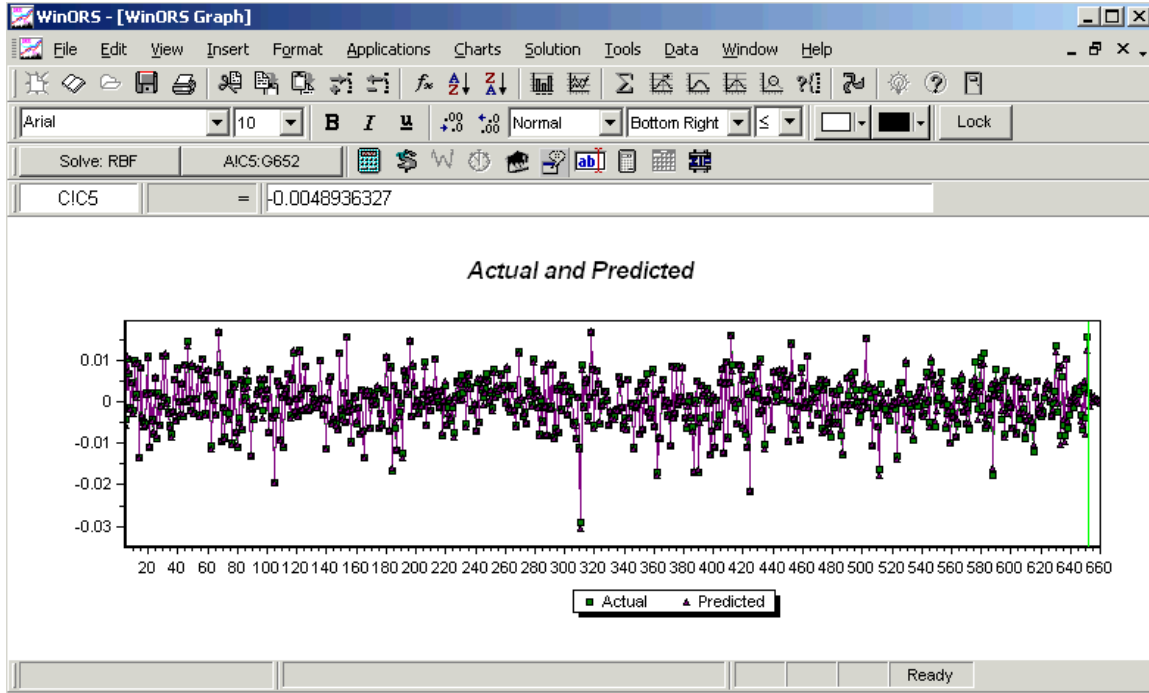 WinORS - [WinORS Graph]
File Edit View Insert Format Applications Charts Solution Tools Data Window Help
Arial 10 B I u Normal Bottom Right ≤ Lock
Solve: RBF A!C5:G652
C!C5 = -0.0048936327
Actual and Predicted
0.01
0
-0.01
-0.02
-0.03
20 40 60 80 100 120 140 160 180 200 220 240 260 280 300 320 340 360 380 400 420 440 460 480 500 520 540 560 580 600 620 640 660
Actual Predicted
Ready